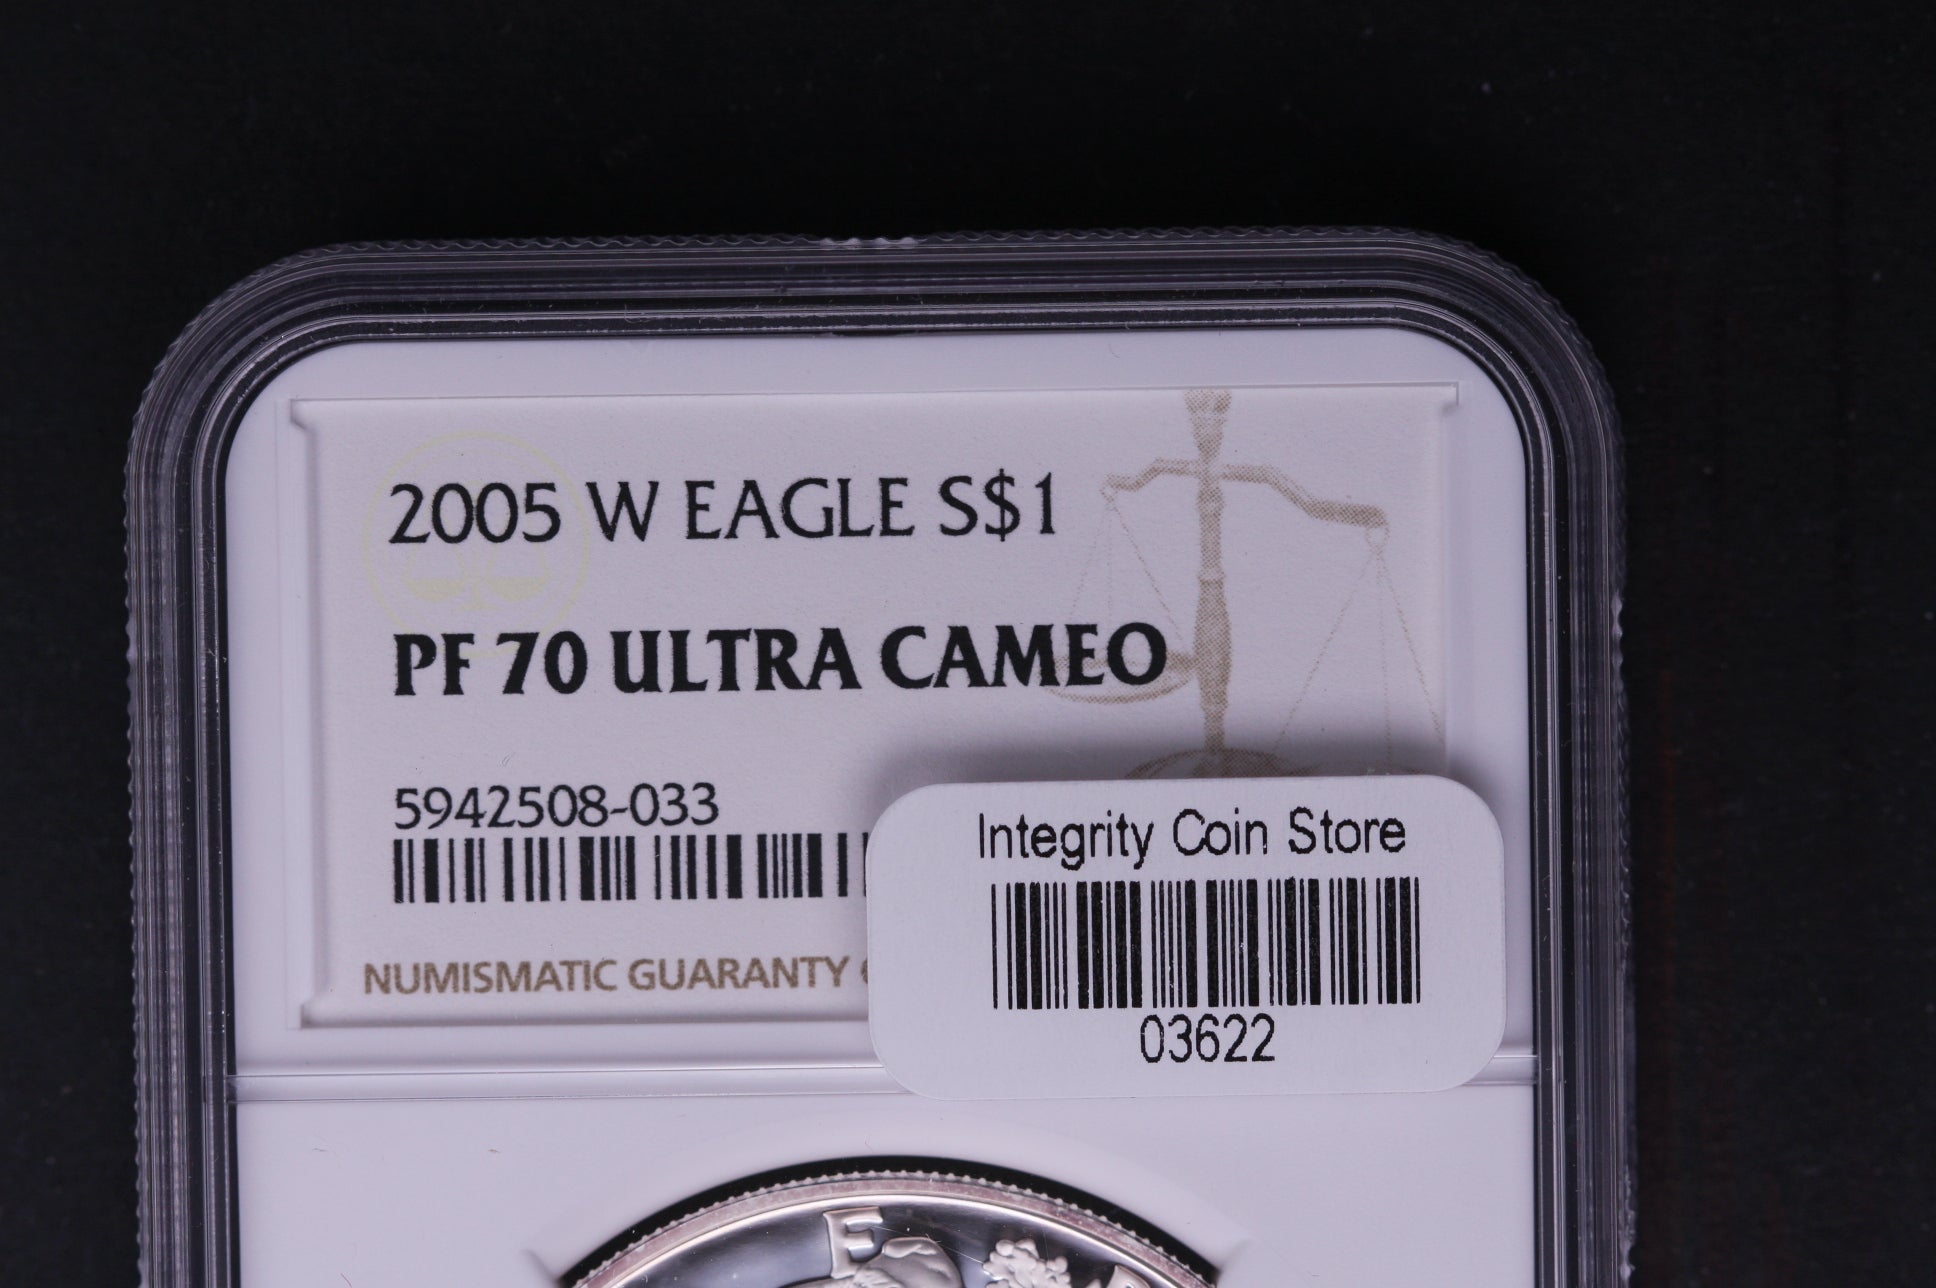 2005 W EAGLE S$1
PF 70 ULTRA CAMEO
5942508-033
NUMISMATIC GUARANTY
Integrity Coin Store
03622
E